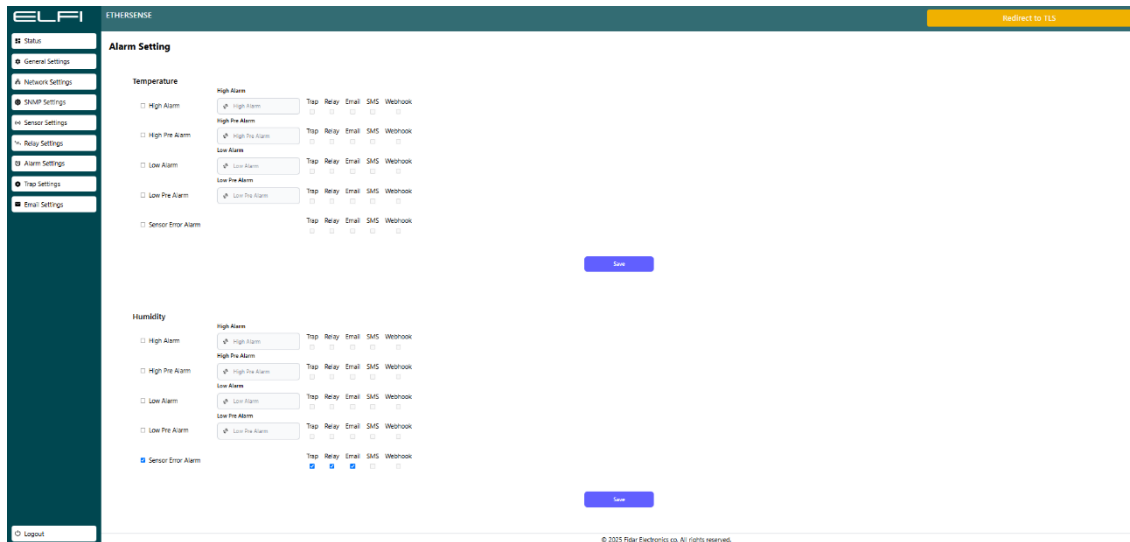 ELFI
ETHERSENSE
Redirect to TLS
Status
General Settings
Network Settings
SNMP Settings
Sensor Settings
Relay Settings
Alarm Settings
Trap Settings
Email Settings
Logout
Alarm Setting
Temperature
High Alarm
High Alarm High Alarm Trap Relay Email SMS Webhook
High Pre Alarm
High Pre Alarm High Pre Alarm Trap Relay Email SMS Webhook
Low Alarm
Low Alarm Low Alarm Trap Relay Email SMS Webhook
Low Pre Alarm
Low Pre Alarm Low Pre Alarm Trap Relay Email SMS Webhook
Sensor Error Alarm Trap Relay Email SMS Webhook
Save
Humidity
High Alarm
High Alarm High Alarm Trap Relay Email SMS Webhook
High Pre Alarm
High Pre Alarm High Pre Alarm Trap Relay Email SMS Webhook
Low Alarm
Low Alarm Low Alarm Trap Relay Email SMS Webhook
Low Pre Alarm
Low Pre Alarm Low Pre Alarm Trap Relay Email SMS Webhook
Sensor Error Alarm Trap Relay Email SMS Webhook
Save
© 2025 Fidar Electronics co. All rights reserved.